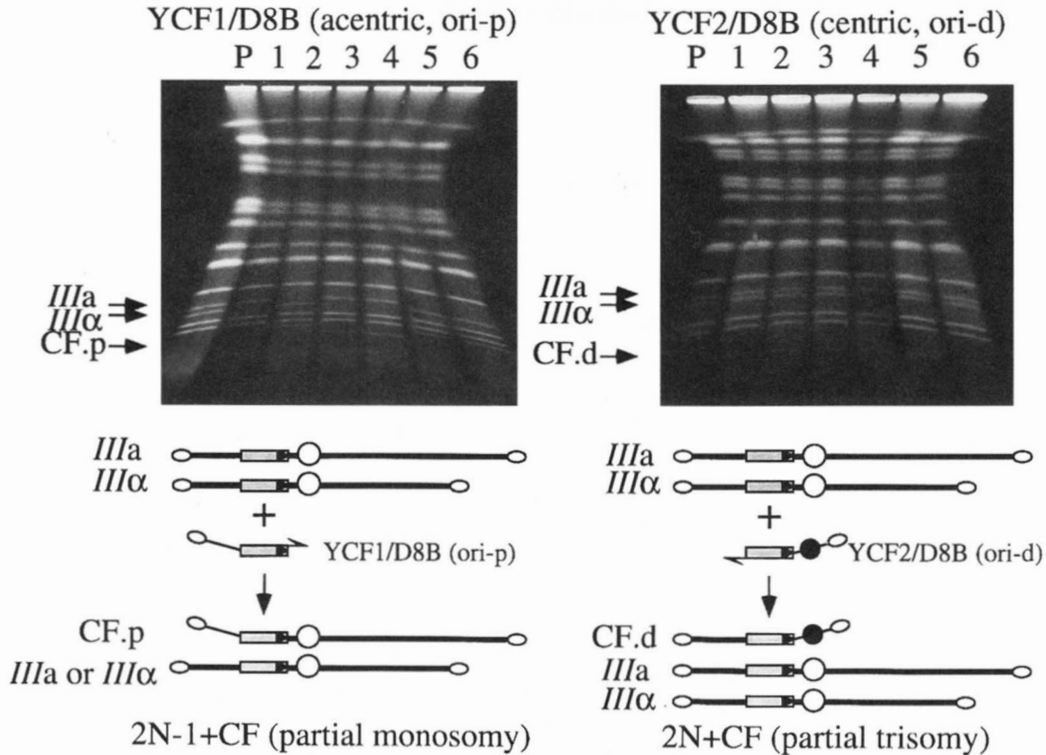 YCF1/D8B (acentric, ori-p)
P 1 2 3 4 5 6
IIIa
IIIα
CF.p
YCF2/D8B (centric, ori-d)
P 1 2 3 4 5 6
IIIa
IIIα
CF.d
IIIa
IIIα
+
YCF1/D8B (ori-p)
CF.p
IIIa or IIIα
2N-1+CF (partial monosomy)
IIIa
IIIα
+
YCF2/D8B (ori-d)
CF.d
IIIa
IIIα
2N+CF (partial trisomy)